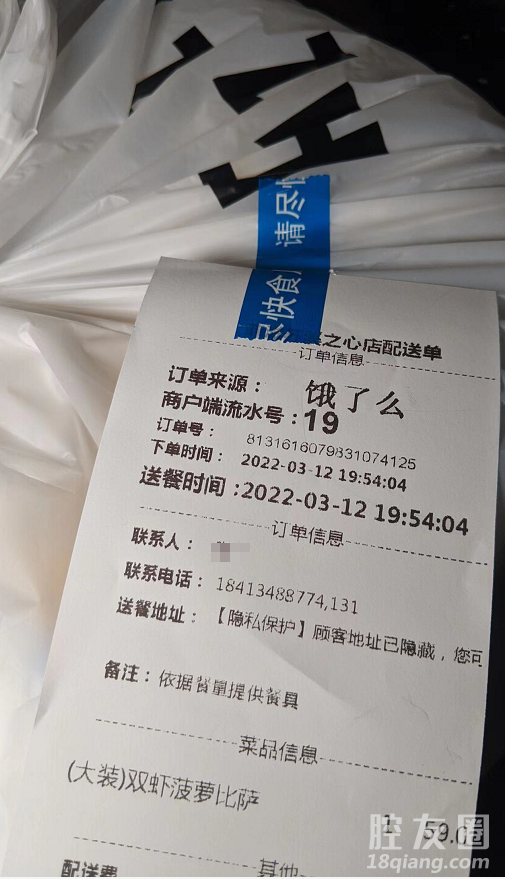 请尽快
尽快食用
之心店配送单
订单信息
订单来源： 饿了么
商户端流水号：19
订单号： 8131616079831074125
下单时间： 2022-03-12 19:54:04
送餐时间：2022-03-12 19:54:04
订单信息
联系人：
联系电话： 18413488774,131
送餐地址： 【隐私保护】顾客地址已隐藏，您可
备注：依据餐量提供餐具
菜品信息
(大装)双虾菠萝比萨
1 59.0
配送费
其他
腔友圈
18qiang.com